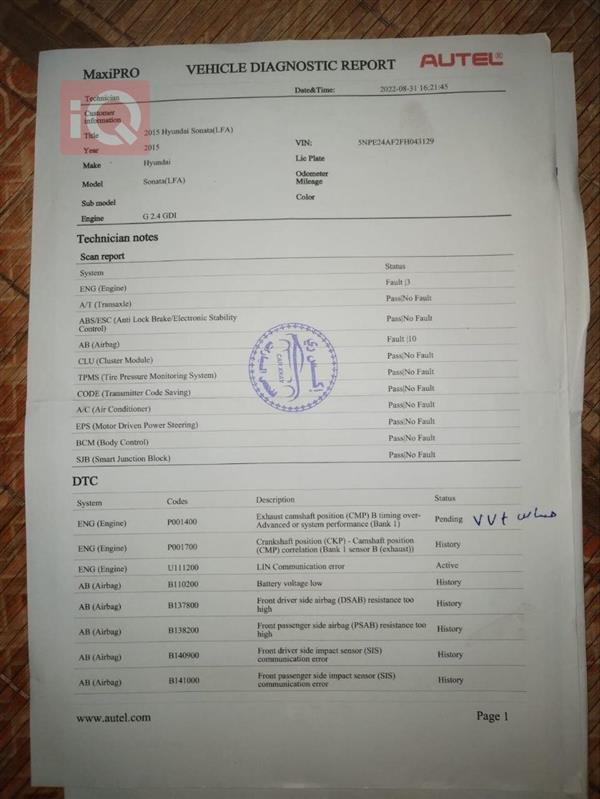 MaxiPRO VEHICLE DIAGNOSTIC REPORT AUTEL®
iQ
Technician Date&Time: 2022-08-31 16:21:45
Customer information
Title 2015 Hyundai Sonata(LFA)
Year 2015 VIN: 5NPE24AF2FH043129
Make Hyundai Lic Plate
Model Sonata(LFA) Odometer Mileage
Sub model Color
Engine G 2.4 GDI
Technician notes
Scan report
System Status
ENG (Engine) Fault |3
A/T (Transaxle) Pass|No Fault
ABS/ESC (Anti Lock Brake/Electronic Stability Control) Pass|No Fault
AB (Airbag) Fault |10
CLU (Cluster Module) Pass|No Fault
TPMS (Tire Pressure Monitoring System) Pass|No Fault
CODE (Transmitter Code Saving) Pass|No Fault
A/C (Air Conditioner) Pass|No Fault
EPS (Motor Driven Power Steering) Pass|No Fault
BCM (Body Control) Pass|No Fault
SJB (Smart Junction Block) Pass|No Fault
DTC
System Codes Description Status
ENG (Engine) P001400 Exhaust camshaft position (CMP) B timing over-
Advanced or system performance (Bank 1) Pending VVt حساس
ENG (Engine) P001700 Crankshaft position (CKP) - Camshaft position
(CMP) correlation (Bank 1 sensor B (exhaust)) History
ENG (Engine) U111200 LIN Communication error Active
AB (Airbag) B110200 Battery voltage low History
AB (Airbag) B137800 Front driver side airbag (DSAB) resistance too
high History
AB (Airbag) B138200 Front passenger side airbag (PSAB) resistance too
high History
AB (Airbag) B140900 Front driver side impact sensor (SIS)
communication error History
AB (Airbag) B141000 Front passenger side impact sensor (SIS)
communication error History
www.autel.com Page 1